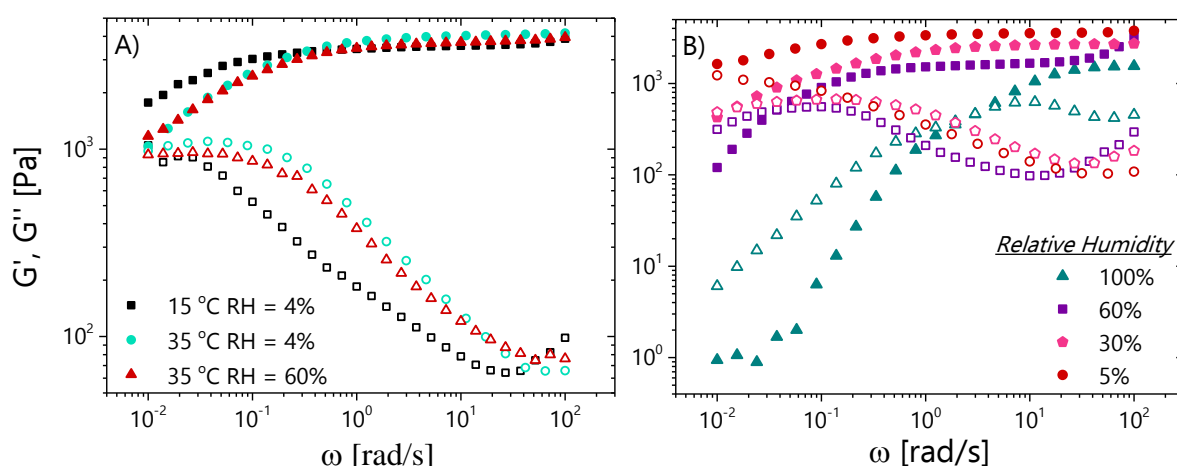 A)
B)
G', G'' [Pa]
10^3
10^2
15 °C RH = 4%
35 °C RH = 4%
35 °C RH = 60%
10^-2 10^-1 10^0 10^1 10^2
ω [rad/s]
10^3
10^2
10^1
10^0
Relative Humidity
100%
60%
30%
5%
10^-2 10^-1 10^0 10^1 10^2
ω [rad/s]